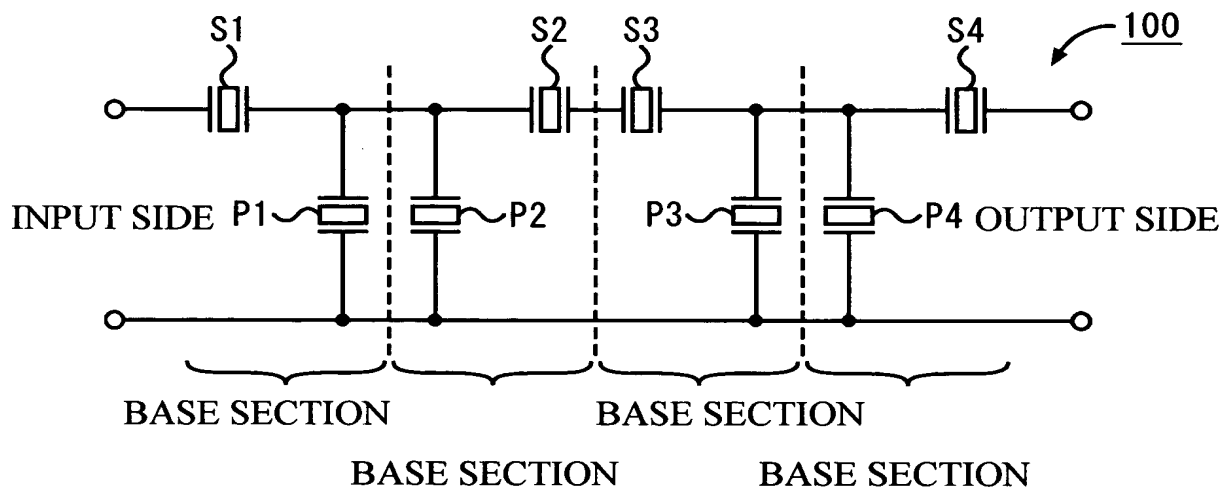 S1 S2 S3 S4 100
INPUT SIDE P1 P2 P3 P4 OUTPUT SIDE
BASE SECTION BASE SECTION
BASE SECTION BASE SECTION